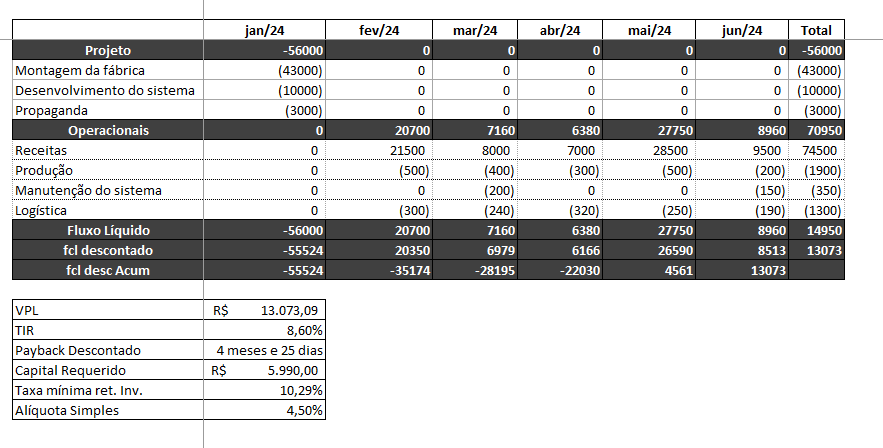 jan/24 fev/24 mar/24 abr/24 mai/24 jun/24 Total
Projeto -56000 0 0 0 0 0 -56000
Montagem da fábrica (43000) 0 0 0 0 0 (43000)
Desenvolvimento do sistema (10000) 0 0 0 0 0 (10000)
Propaganda (3000) 0 0 0 0 0 (3000)
Operacionais 0 20700 7160 6380 27750 8960 70950
Receitas 0 21500 8000 7000 28500 9500 74500
Produção 0 (500) (400) (300) (500) (200) (1900)
Manutenção do sistema 0 0 (200) 0 0 (150) (350)
Logística 0 (300) (240) (320) (250) (190) (1300)
Fluxo Líquido -56000 20700 7160 6380 27750 8960 14950
fcl descontado -55524 20350 6979 6166 26590 8513 13073
fcl desc Acum -55524 -35174 -28195 -22030 4561 13073
VPL R$ 13.073,09
TIR 8,60%
Payback Descontado 4 meses e 25 dias
Capital Requerido R$ 5.990,00
Taxa mínima ret. Inv. 10,29%
Alíquota Simples 4,50%